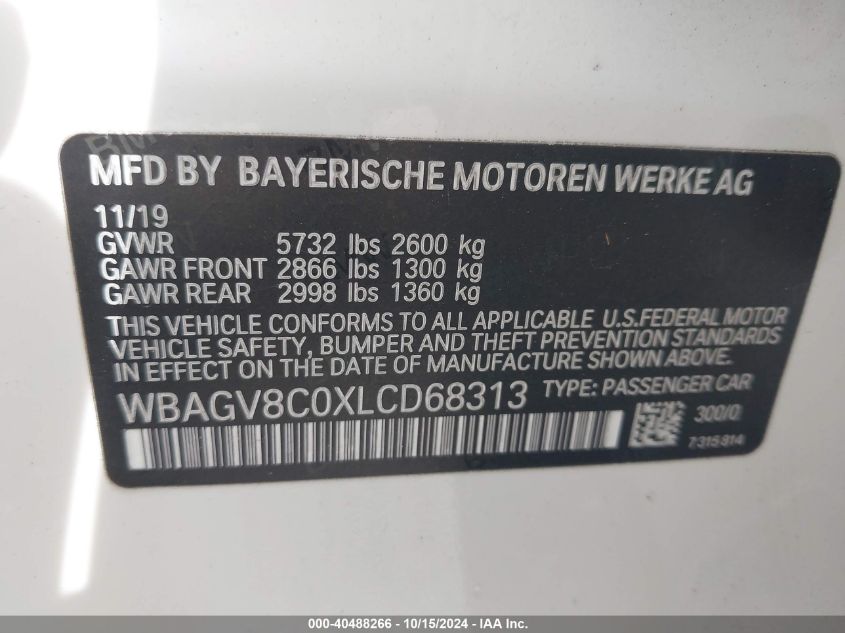 MFD BY BAYERISCHE MOTOREN WERKE AG
11/19
GVWR 5732 lbs 2600 kg
GAWR FRONT 2866 lbs 1300 kg
GAWR REAR 2998 lbs 1360 kg
THIS VEHICLE CONFORMS TO ALL APPLICABLE U.S.FEDERAL MOTOR
VEHICLE SAFETY, BUMPER AND THEFT PREVENTION STANDARDS
IN EFFECT ON THE DATE OF MANUFACTURE SHOWN ABOVE.
WBAGV8C0XLCD68313 TYPE: PASSENGER CAR
300/0
7315814
000-40488266 - 10/15/2024 - IAA Inc.